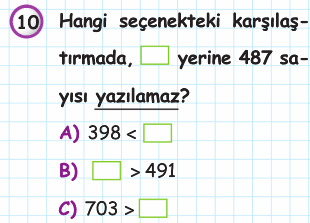 10 Hangi seçenekteki karşılaş-
tırmada, □ yerine 487 sa-
yısı yazılamaz?
A) 398 < □
B) □ > 491
C) 703 > □